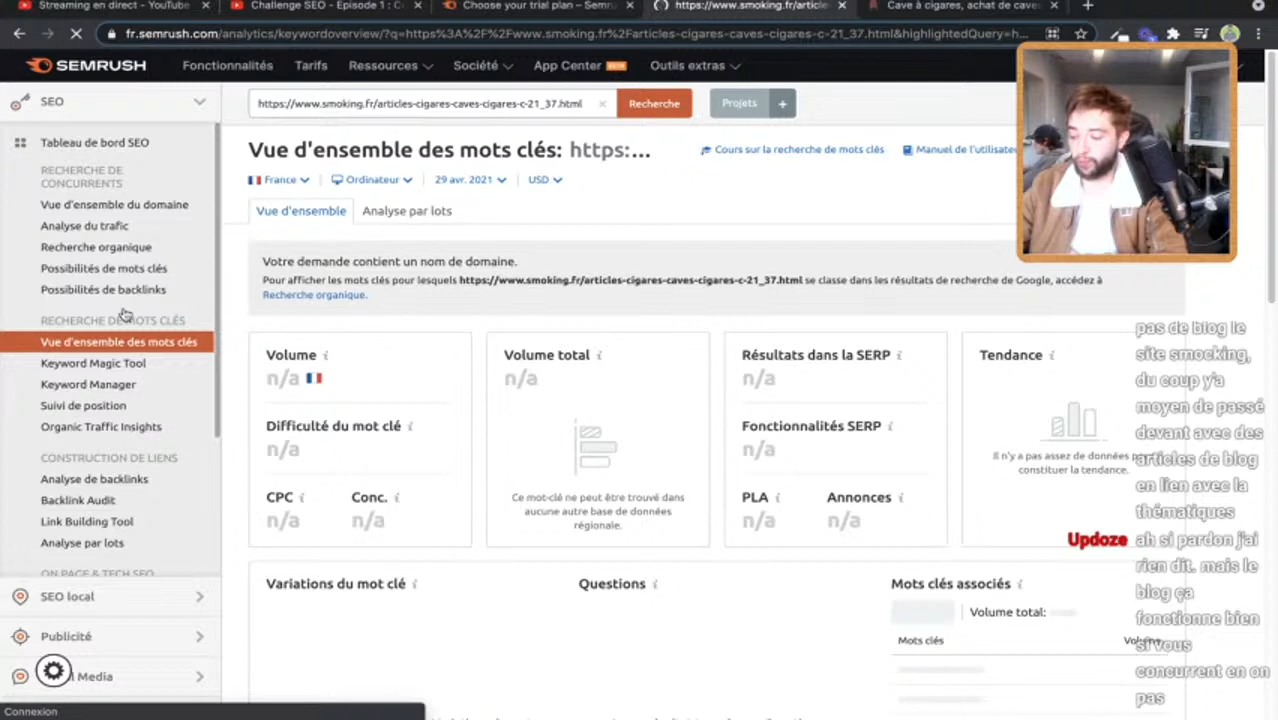 Streaming en direct - YouTube
Challenge SEO - Episode 1 : C
Choose your trial plan – Semr
https://www.smoking.fr/article
Cave à cigares, achat de cave
fr.semrush.com/analytics/keywordoverview/?q=https%3A%2F%2Fwww.smoking.fr%2Farticles-cigares-caves-cigares-c-21_37.html&highlightedQuery=h...
SEMRUSH
Fonctionnalités
Tarifs
Ressources
Société
App Center
BETA
Outils extras
SEO
https://www.smoking.fr/articles-cigares-caves-cigares-c-21_37.html
Recherche
Projets
+
Tableau de bord SEO
RECHERCHE DE
CONCURRENTS
Vue d'ensemble du domaine
Analyse du trafic
Recherche organique
Possibilités de mots clés
Possibilités de backlinks
RECHERCHE DE MOTS CLÉS
Vue d'ensemble des mots clés
Keyword Magic Tool
Keyword Manager
Suivi de position
Organic Traffic Insights
CONSTRUCTION DE LIENS
Analyse de backlinks
Backlink Audit
Link Building Tool
Analyse par lots
ON PAGE & TECH SEO
SEO local
Publicité
Media
Connexion
Vue d'ensemble des mots clés: https:...
Cours sur la recherche de mots clés
Manuel de l'utilisate
France
Ordinateur
29 avr. 2021
USD
Vue d'ensemble
Analyse par lots
Votre demande contient un nom de domaine.
Pour afficher les mots clés pour lesquels https://www.smoking.fr/articles-cigares-caves-cigares-c-21_37.html se classe dans les résultats de recherche de Google, accédez à
Recherche organique.
Volume
n/a
Difficulté du mot clé
n/a
CPC
Conc.
n/a
n/a
Volume total
n/a
Ce mot-clé ne peut être trouvé dans
aucune autre base de données
régionale.
Résultats dans la SERP
n/a
Fonctionnalités SERP
n/a
PLA
Annonces
n/a
n/a
Tendance
Il n'y a pas assez de données p
constituer la tendance.
Variations du mot clé
Questions
Mots clés associés
Volume total:
Mots clés
Volume
pas de blog le
site smocking,
du coup y'a
moyen de passé
devant avec des
articles de blog
en lien avec la
thématiques
Updoze ah si pardon j'ai
rien dit. mais le
blog ça
fonctionne bien
si vous
concurrent en on
pas